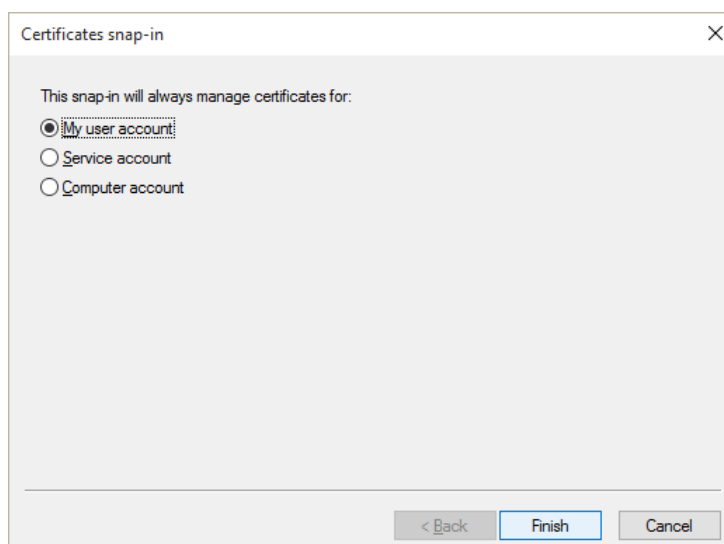 Certificates snap-in
This snap-in will always manage certificates for:
My user account
Service account
Computer account
< Back Finish Cancel